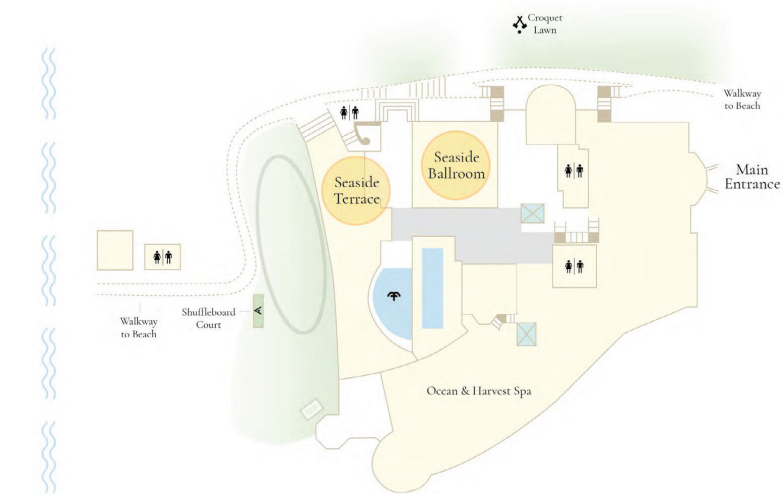 Croquet
Lawn
Walkway
to Beach
Main
Entrance
Seaside
Ballroom
Seaside
Terrace
Shuffleboard
Court
Walkway
to Beach
Ocean & Harvest Spa